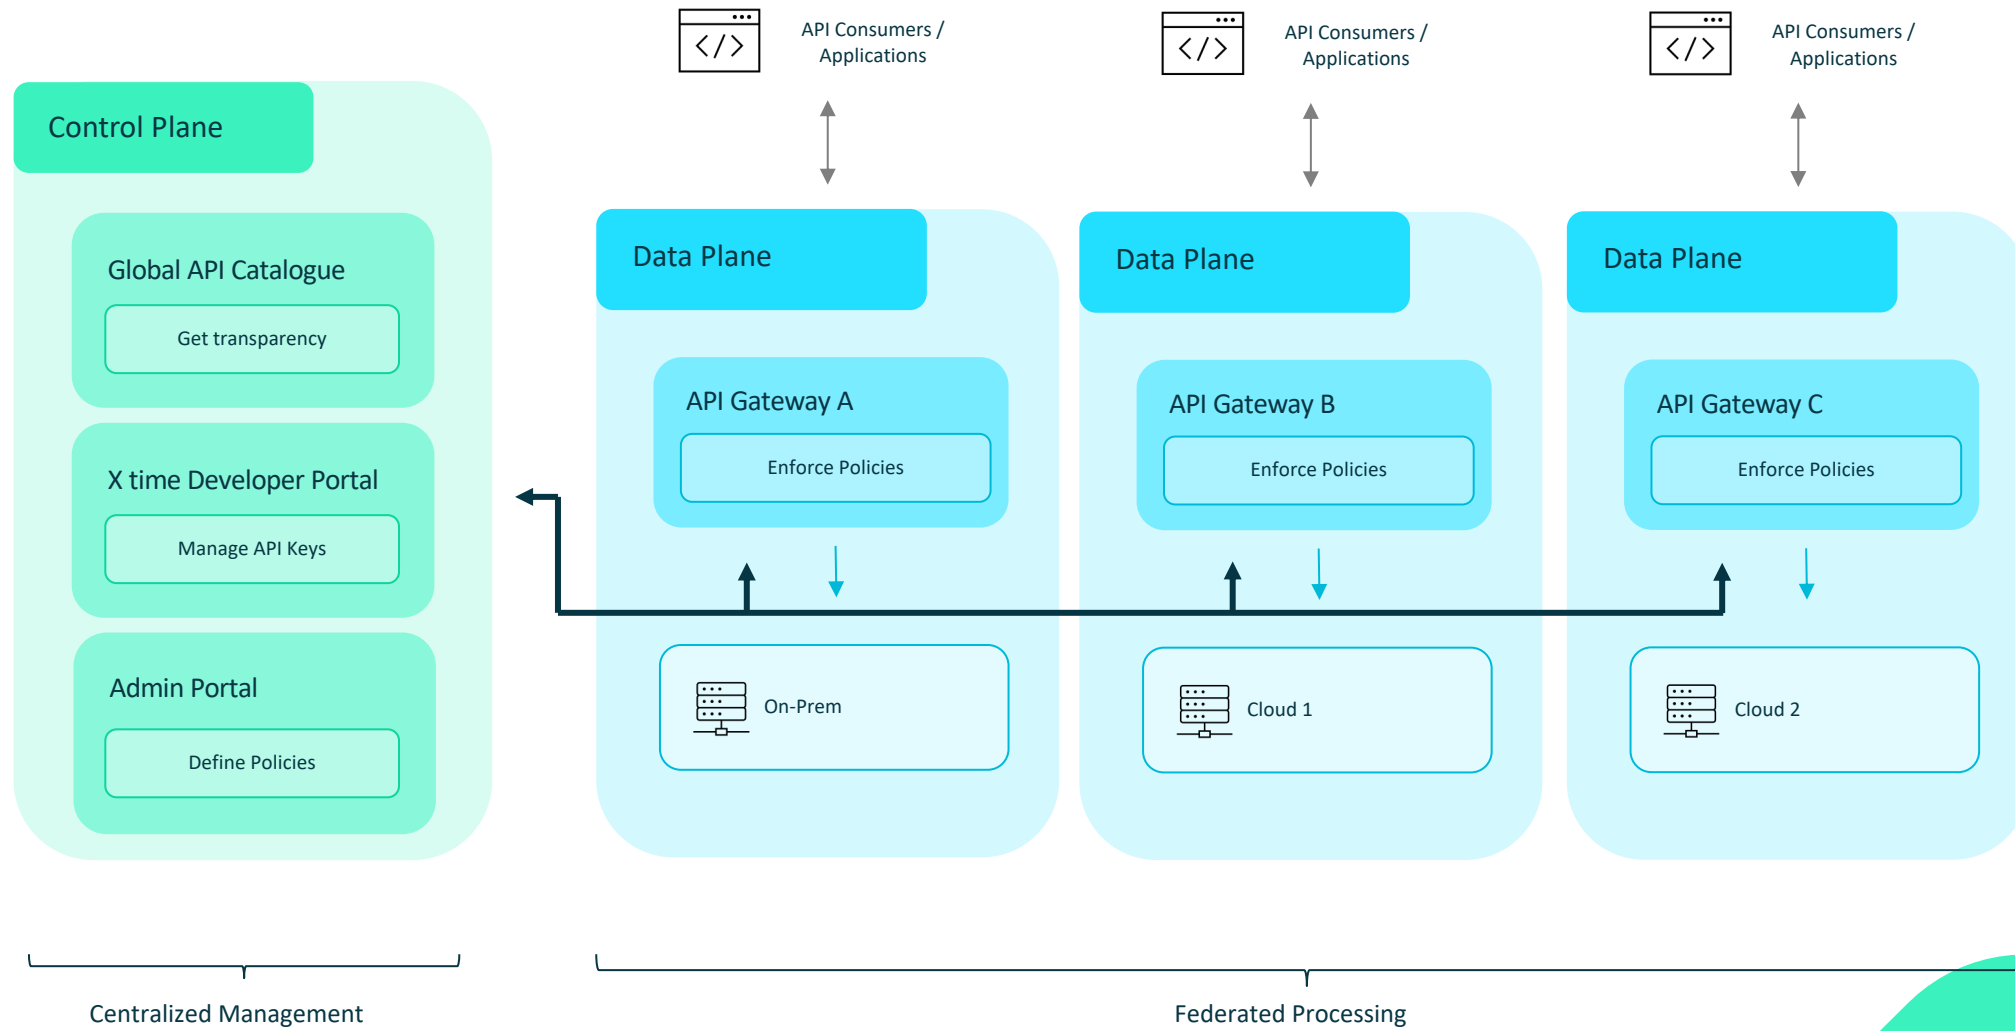 API Consumers /
Applications
API Consumers /
Applications
API Consumers /
Applications
Control Plane
Global API Catalogue
Get transparency
X time Developer Portal
Manage API Keys
Admin Portal
Define Policies
Data Plane
API Gateway A
Enforce Policies
On-Prem
Data Plane
API Gateway B
Enforce Policies
Cloud 1
Data Plane
API Gateway C
Enforce Policies
Cloud 2
Centralized Management
Federated Processing